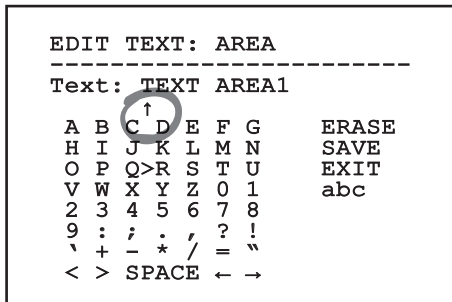 EDIT TEXT: AREA
------------------------
Text: TEXT AREA1
↑
A B C D E F G ERASE
H I J K L M N SAVE
O P Q>R S T U EXIT
V W X Y Z 0 1 abc
2 3 4 5 6 7 8
9 : ; . , ? !
‵ + - * / = ‶
< > SPACE ← →